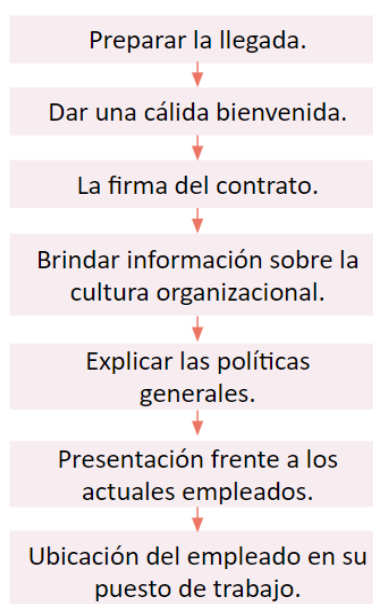 Preparar la llegada.
Dar una cálida bienvenida.
La firma del contrato.
Brindar información sobre la
cultura organizacional.
Explicar las políticas
generales.
Presentación frente a los
actuales empleados.
Ubicación del empleado en su
puesto de trabajo.